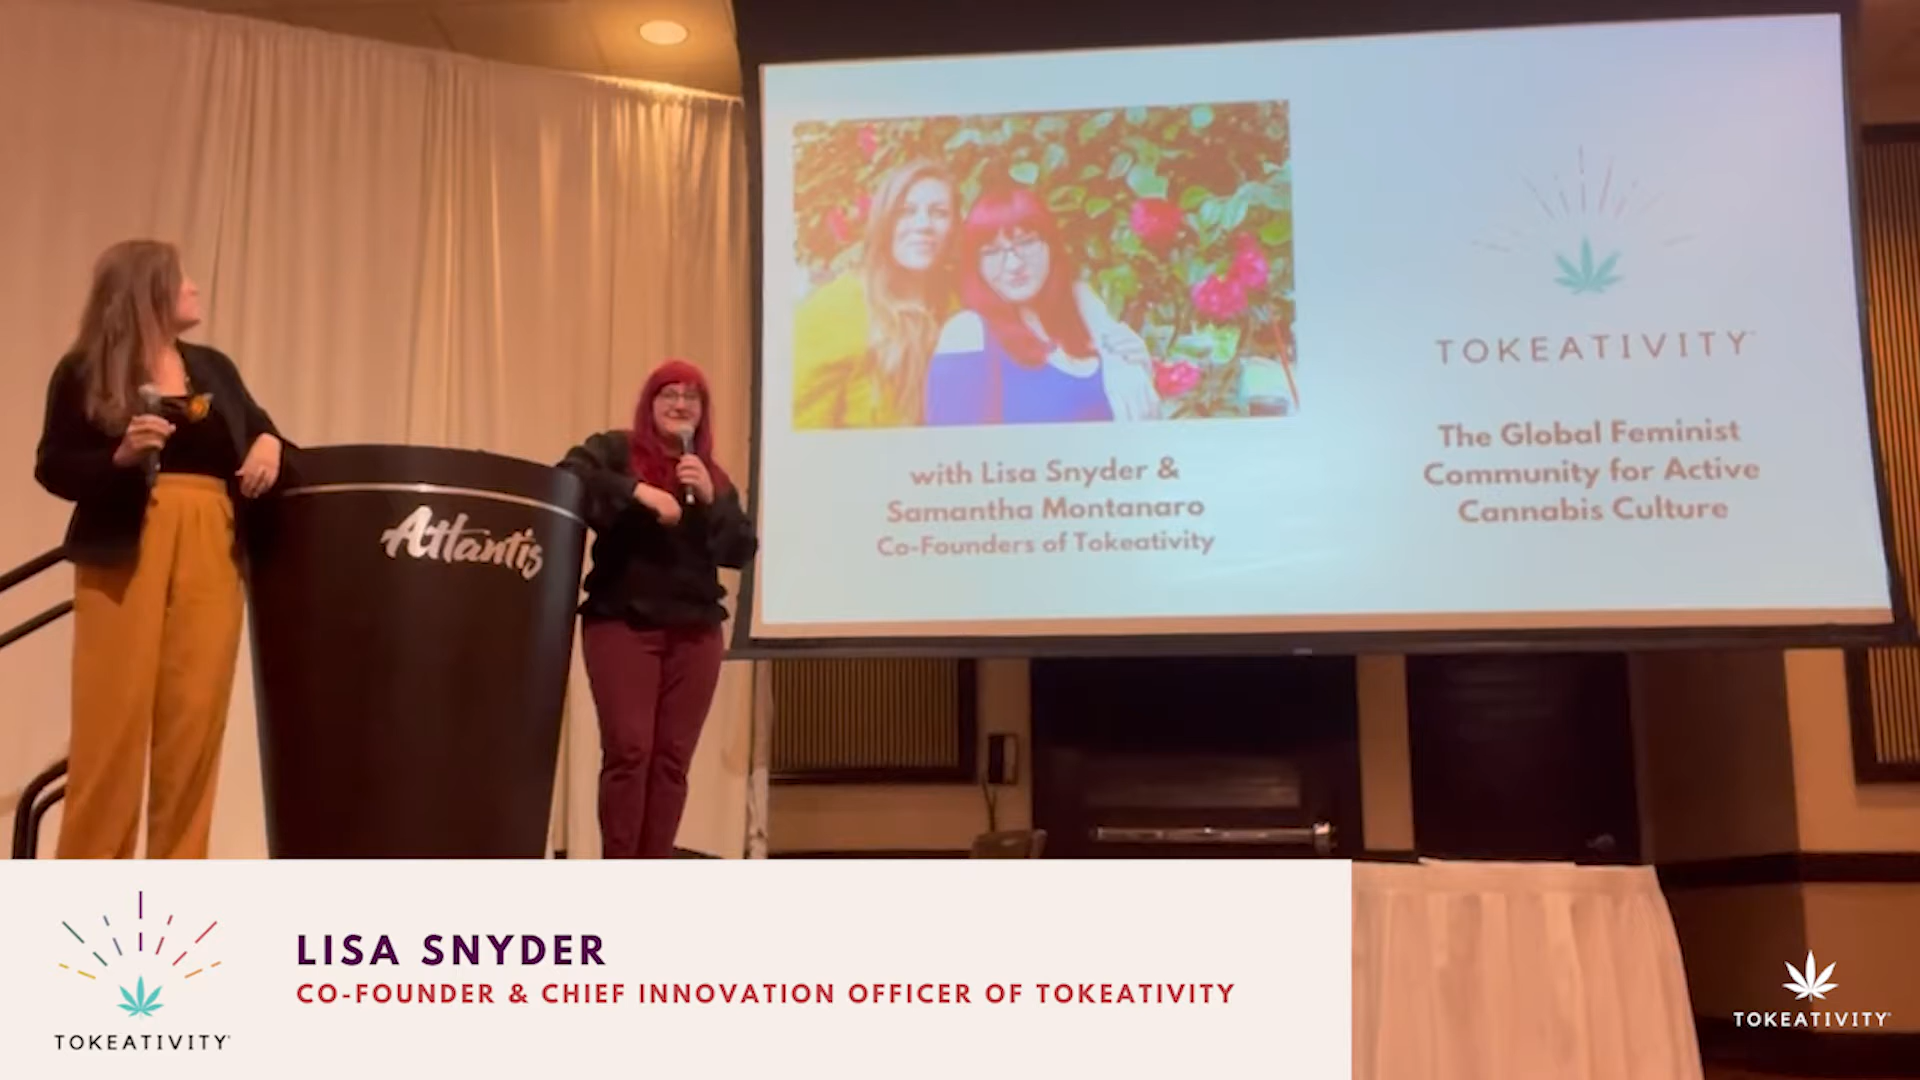 Atlantis
with Lisa Snyder &
Samantha Montanaro
Co-Founders of Tokeativity
TOKEATIVITY
The Global Feminist
Community for Active
Cannabis Culture
LISA SNYDER
CO-FOUNDER & CHIEF INNOVATION OFFICER OF TOKEATIVITY
TOKEATIVITY
TOKEATIVITY